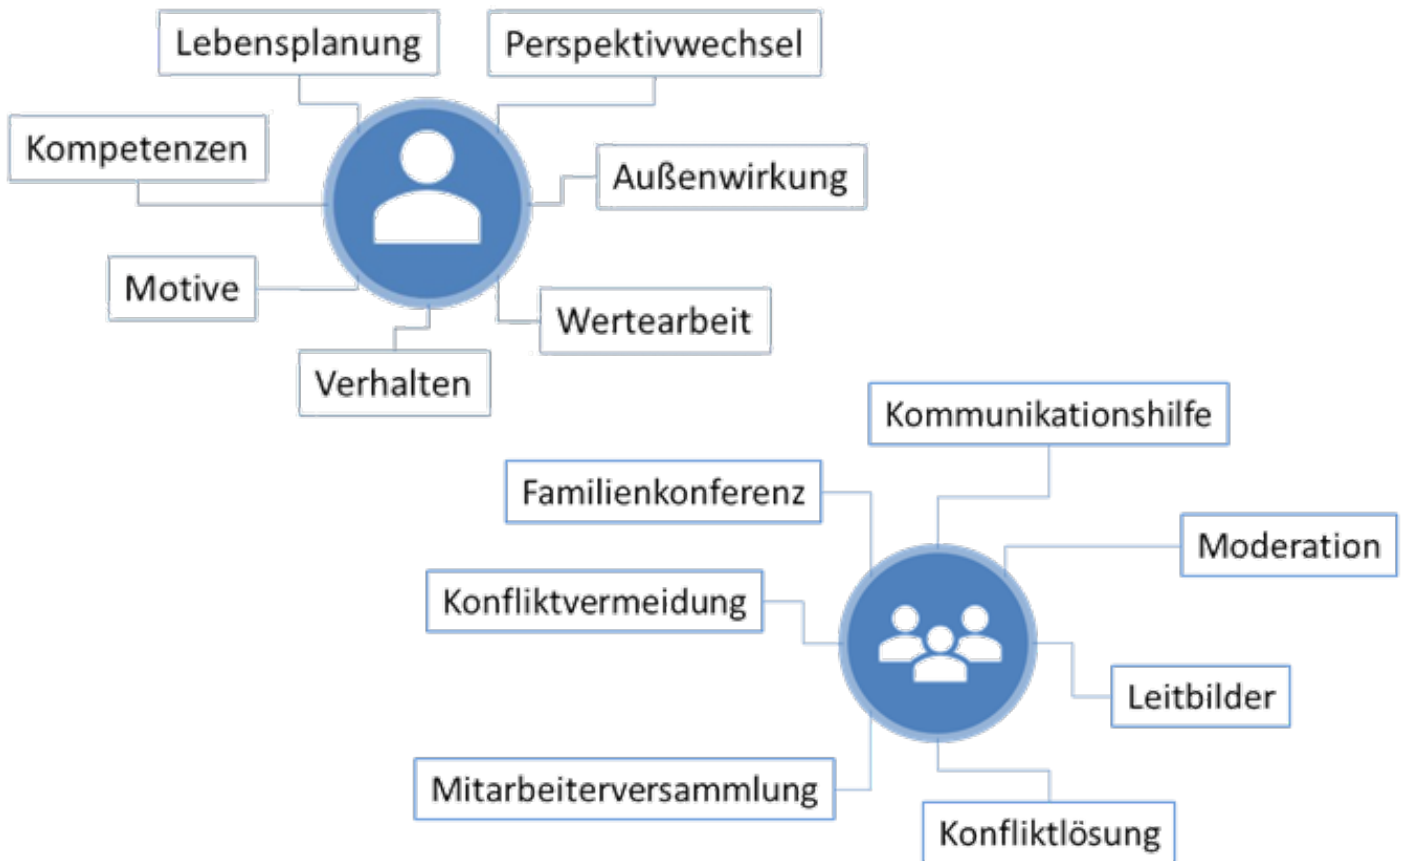 Lebensplanung
Perspektivwechsel
Kompetenzen
Außenwirkung
Motive
Wertearbeit
Verhalten
Kommunikationshilfe
Familienkonferenz
Moderation
Konfliktvermeidung
Leitbilder
Mitarbeiterversammlung
Konfliktlösung